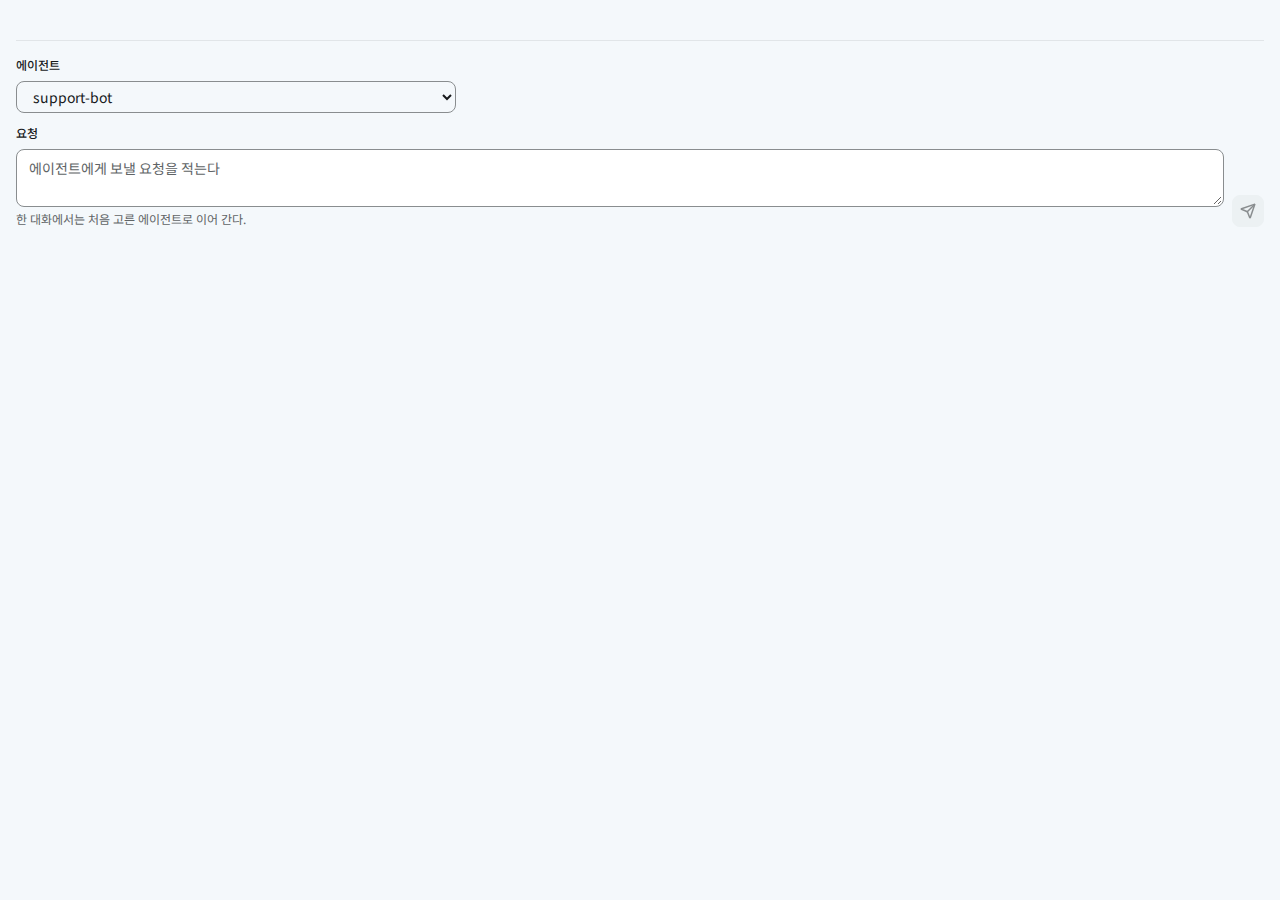 에이전트
support-bot
요청
에이전트에게 보낼 요청을 적는다
한 대화에서는 처음 고른 에이전트로 이어 간다.